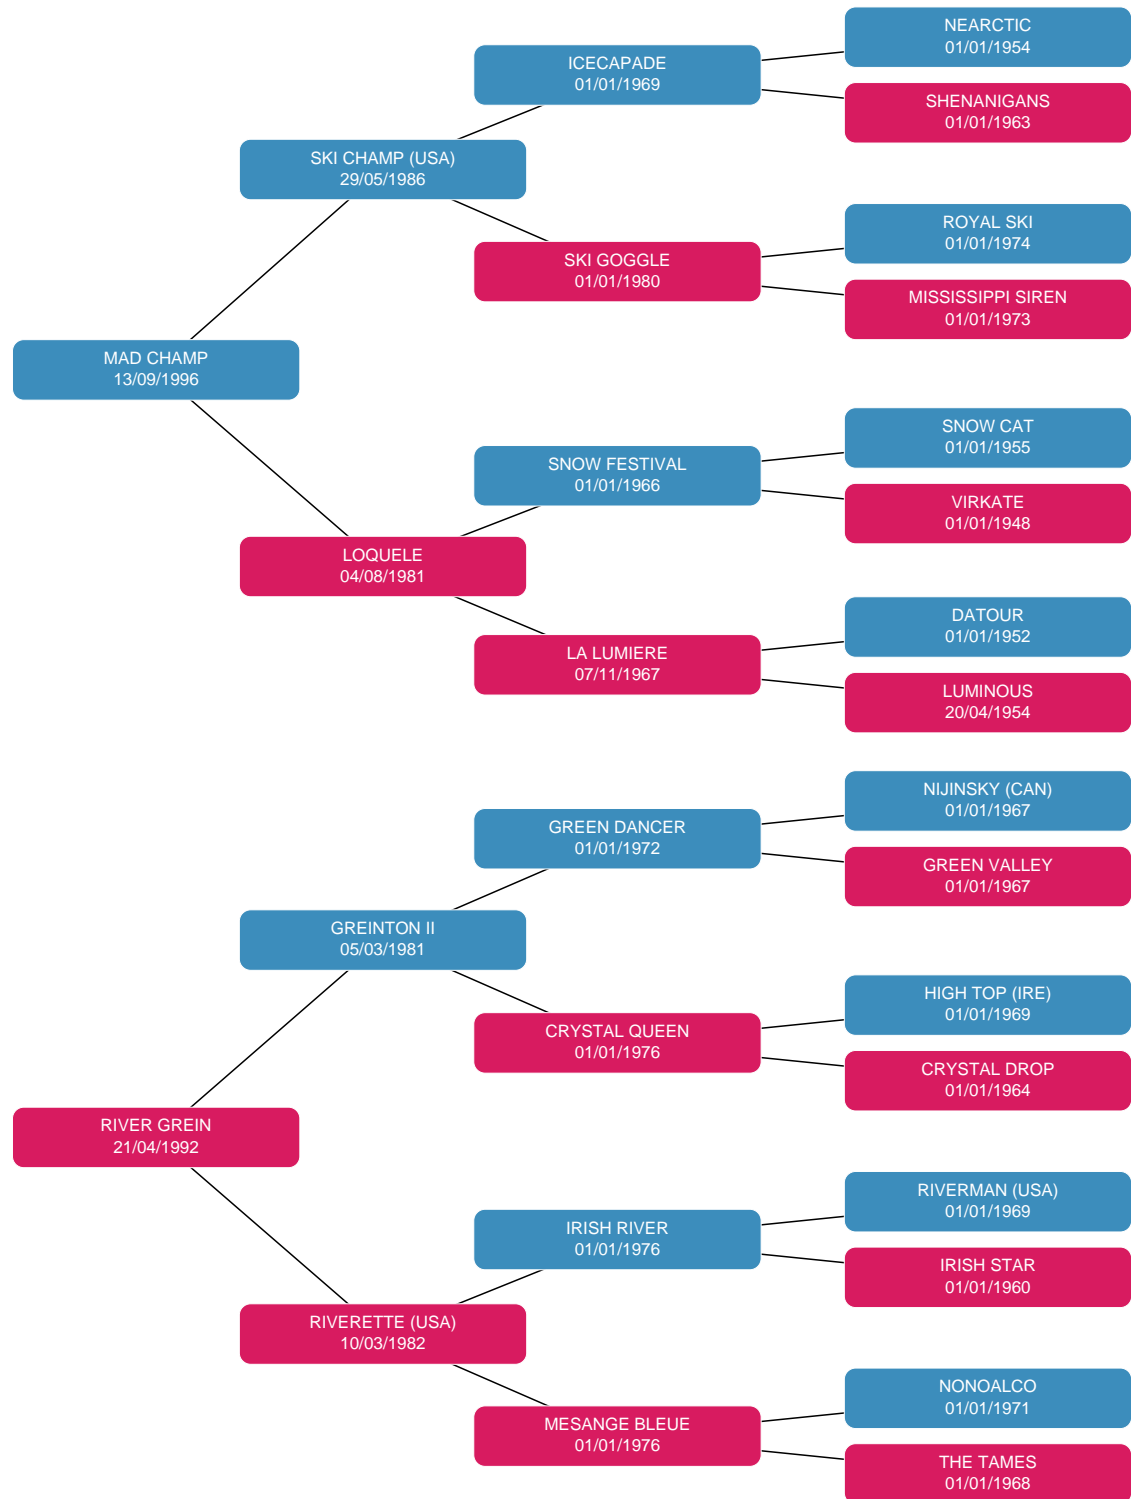 NEARCTIC
01/01/1954
ICECAPADE
01/01/1969
SHENANIGANS
01/01/1963
SKI CHAMP (USA)
29/05/1986
ROYAL SKI
01/01/1974
SKI GOGGLE
01/01/1980
MISSISSIPPI SIREN
01/01/1973
MAD CHAMP
13/09/1996
SNOW CAT
01/01/1955
SNOW FESTIVAL
01/01/1966
VIRKATE
01/01/1948
LOQUELE
04/08/1981
DATOUR
01/01/1952
LA LUMIERE
07/11/1967
LUMINOUS
20/04/1954
NIJINSKY (CAN)
01/01/1967
GREEN DANCER
01/01/1972
GREEN VALLEY
01/01/1967
GREINTON II
05/03/1981
HIGH TOP (IRE)
01/01/1969
CRYSTAL QUEEN
01/01/1976
CRYSTAL DROP
01/01/1964
RIVER GREIN
21/04/1992
RIVERMAN (USA)
01/01/1969
IRISH RIVER
01/01/1976
IRISH STAR
01/01/1960
RIVERETTE (USA)
10/03/1982
NONOALCO
01/01/1971
MESANGE BLEUE
01/01/1976
THE TAMES
01/01/1968